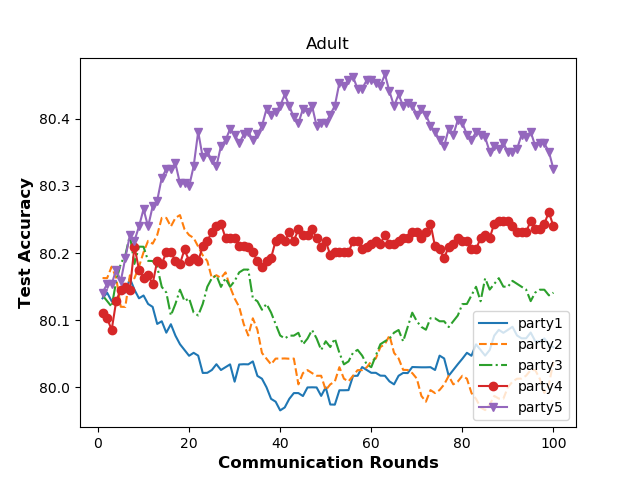 Adult
Test Accuracy
80.4
80.3
80.2
80.1
80.0
0
20
40
60
80
100
Communication Rounds
party1
party2
party3
party4
party5